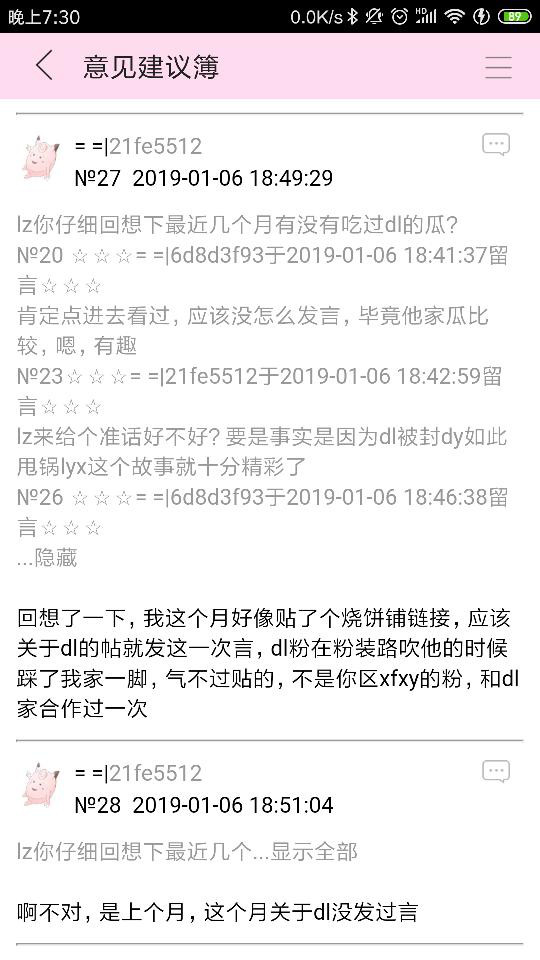 晚上7:30
0.0K/s
HD
89
意见建议簿
= =|21fe5512
№27 2019-01-06 18:49:29
lz你仔细回想下最近几个月有没有吃过dl的瓜?
№20 ☆☆☆= =|6d8d3f93于2019-01-06 18:41:37留
言☆☆☆
肯定点进去看过，应该没怎么发言，毕竟他家瓜比
较，嗯，有趣
№23☆☆☆= =|21fe5512于2019-01-06 18:42:59留
言☆☆☆
lz来给个准话好不好? 要是事实是因为dl被封dy如此
甩锅lyx这个故事就十分精彩了
№26 ☆☆☆= =|6d8d3f93于2019-01-06 18:46:38留
言☆☆☆
...隐藏
回想了一下，我这个月好像贴了个烧饼铺链接，应该
关于dl的帖就发这一次言，dl粉在粉装路吹他的时候
踩了我家一脚，气不过贴的，不是你区xfxy的粉，和dl
家合作过一次
= =|21fe5512
№28 2019-01-06 18:51:04
lz你仔细回想下最近几个...显示全部
啊不对，是上个月，这个月关于dl没发过言